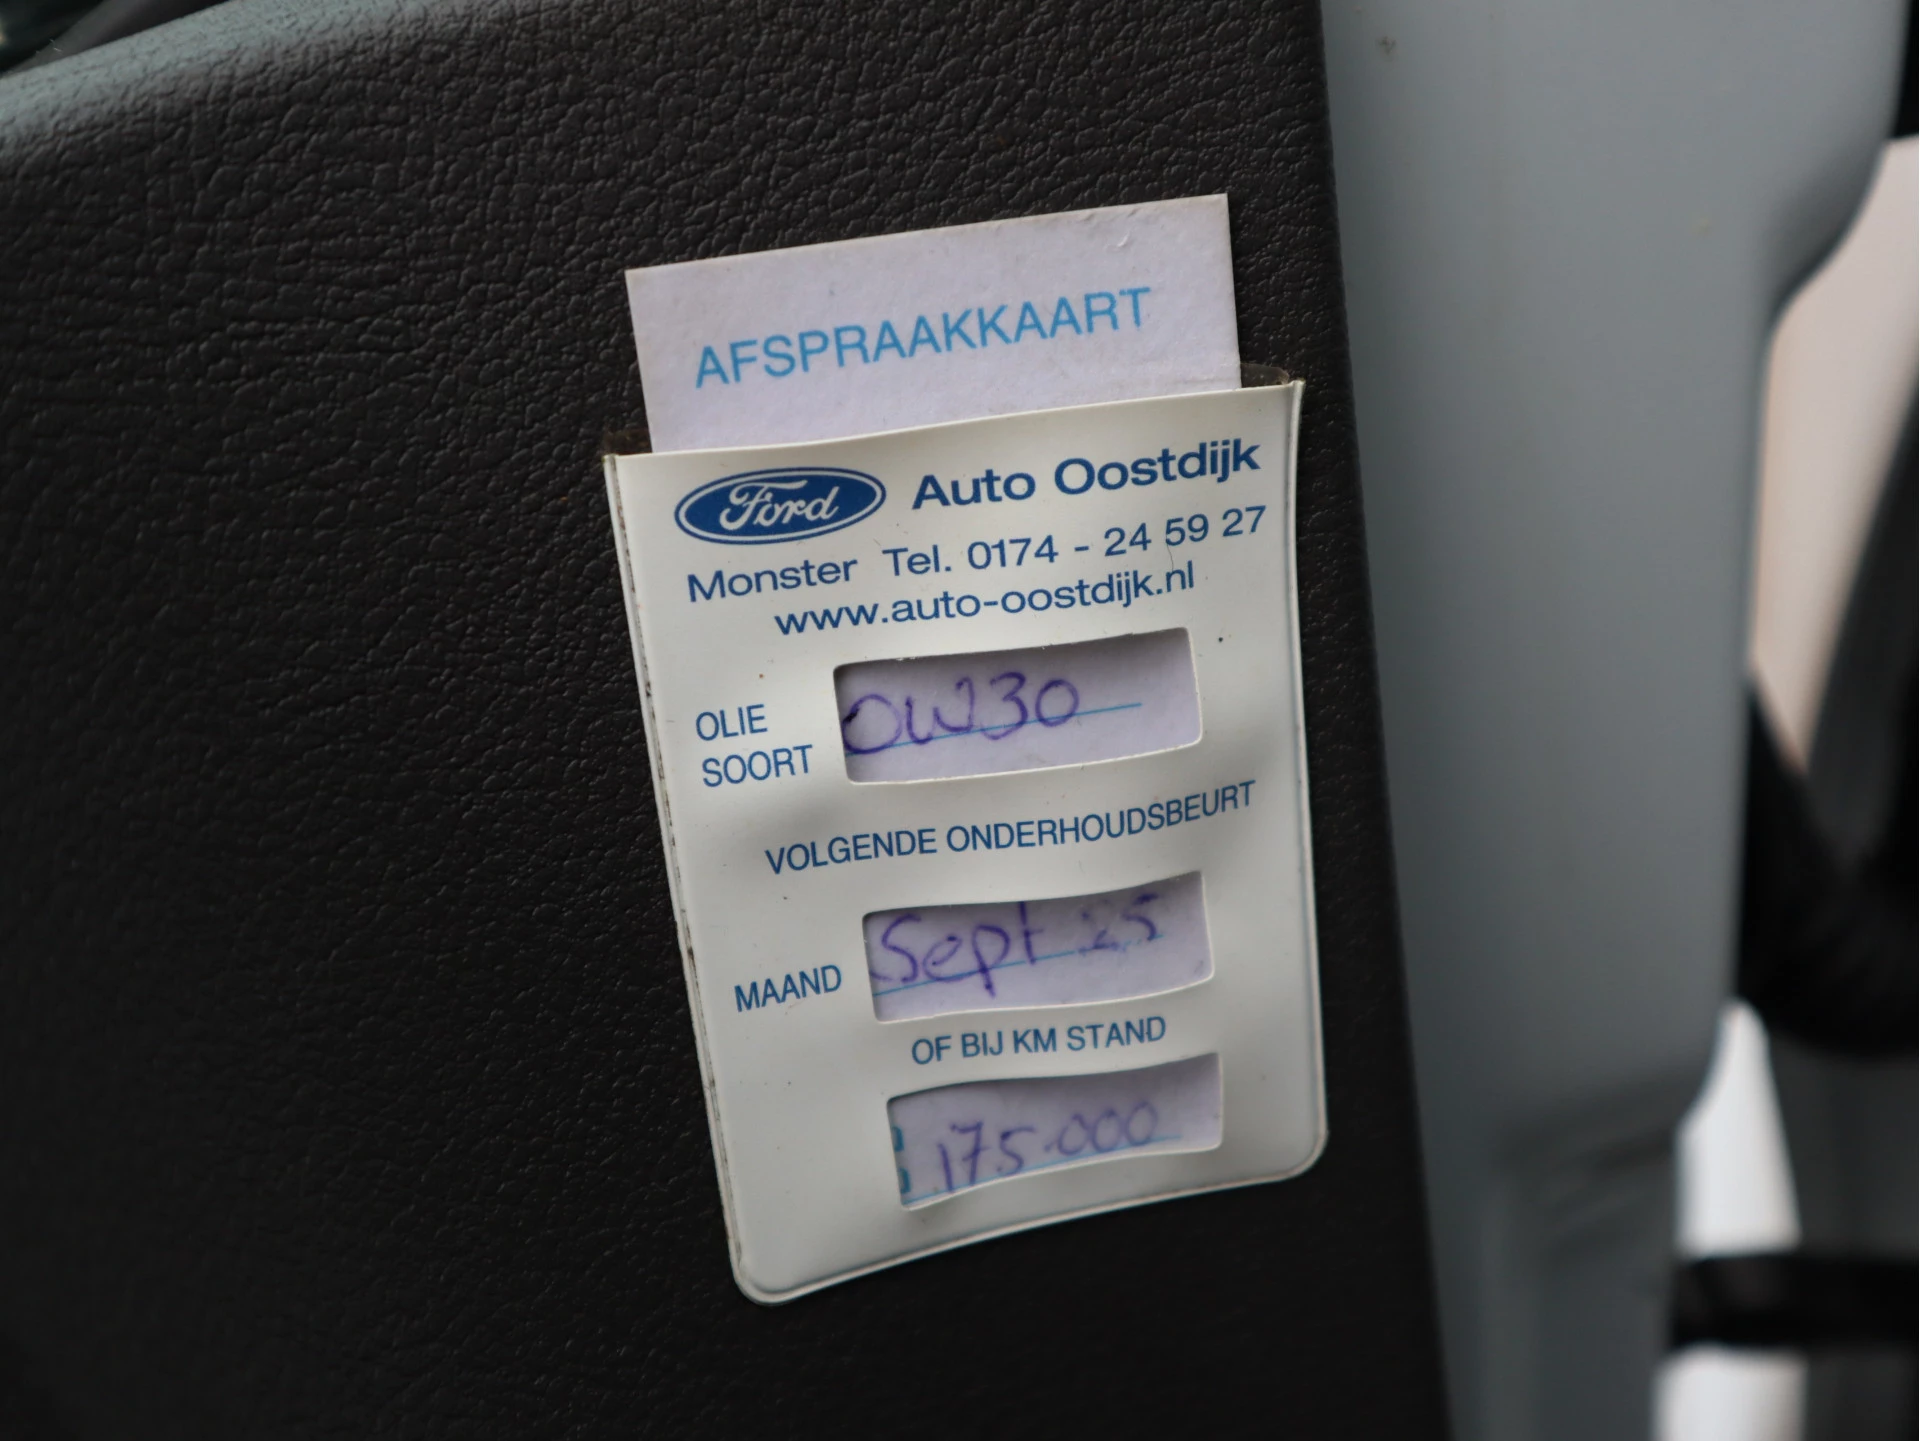 AFSPRAAKKAART
Ford Auto Oostdijk
Monster Tel. 0174 - 24 59 27
www.auto-oostdijk.nl
OLIE SOORT
0W30
VOLGENDE ONDERHOUDSBEURT
MAAND Sept 25
OF BIJ KM STAND
175.000